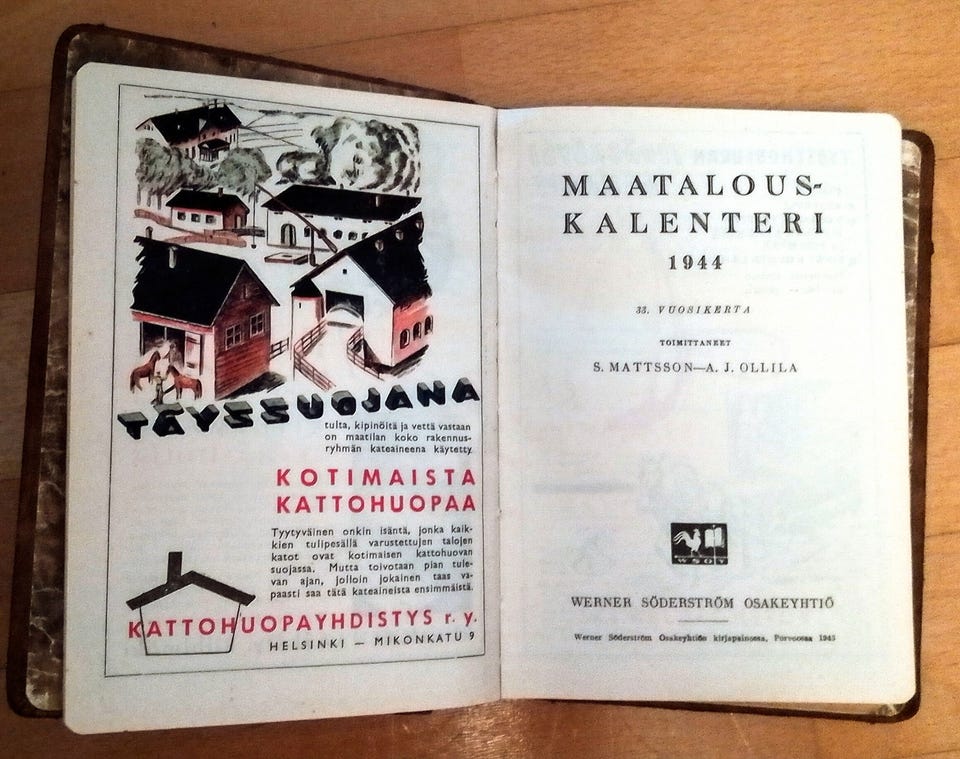 TÄYSSUOJANA
tulta, kipinöitä ja vettä vastaan
on maatilan koko rakennus-
ryhmän kateaineena käytetty
KOTIMAISTA
KATTOHUOPAA
Tyytyväinen onkin isäntä, jonka kaik-
kien tulipesällä varustettujen talojen
katot ovat kotimaisen kattohuovan
suojassa. Mutta toivotaan pian tule-
van ajan, jolloin jokainen taas va-
paasti saa tätä kateaineista ensimmäistä.
KATTOHUOPAYHDISTYS r. y.
HELSINKI — MIKONKATU 9
MAATALOUS-
KALENTERI
1944
33. VUOSIKERTA
TOIMITTANEET
S. MATTSSON—A. J. OLLILA
WSOY
WERNER SÖDERSTRÖM OSAKEYHTIÖ
Werner Söderström Osakeyhtiön kirjapainossa, Porvoossa 1943